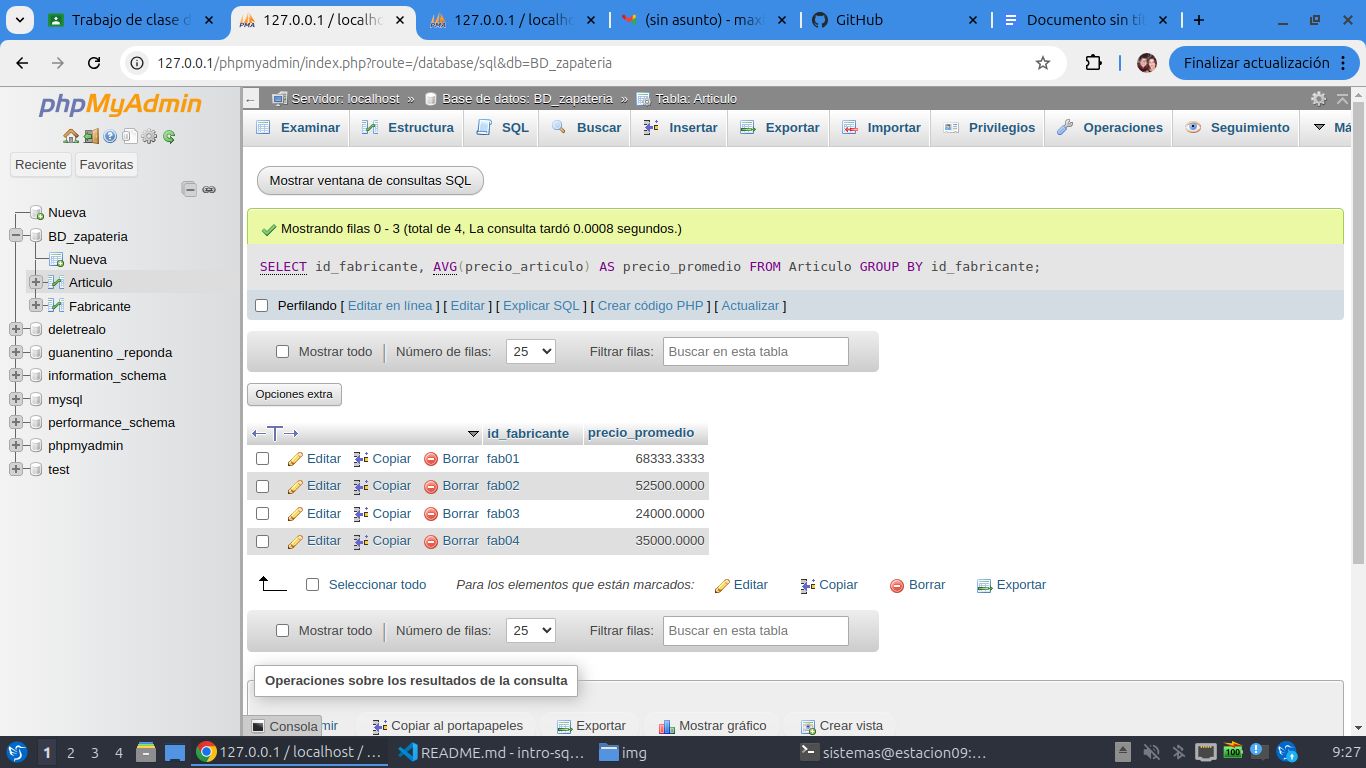 Trabajo de clase d
127.0.0.1 / localho
127.0.0.1 / localho
(sin asunto) - max
GitHub
Documento sin tít
127.0.0.1/phpmyadmin/index.php?route=/database/sql&db=BD_zapateria
Finalizar actualización
phpMyAdmin
Reciente
Favoritas
Nueva
BD_zapateria
Nueva
Articulo
Fabricante
deletrealo
guanentino _reponda
information_schema
mysql
performance_schema
phpmyadmin
test
Servidor: localhost » Base de datos: BD_zapateria » Tabla: Articulo
Examinar Estructura SQL Buscar Insertar Exportar Importar Privilegios Operaciones Seguimiento Má
Mostrar ventana de consultas SQL
Mostrando filas 0 - 3 (total de 4, La consulta tardó 0.0008 segundos.)
SELECT id_fabricante, AVG(precio_articulo) AS precio_promedio FROM Articulo GROUP BY id_fabricante;
Perfilando [ Editar en línea ] [ Editar ] [ Explicar SQL ] [ Crear código PHP ] [ Actualizar ]
Mostrar todo Número de filas: 25 Filtrar filas: Buscar en esta tabla
Opciones extra
id_fabricante precio_promedio
Editar Copiar Borrar fab01 68333.3333
Editar Copiar Borrar fab02 52500.0000
Editar Copiar Borrar fab03 24000.0000
Editar Copiar Borrar fab04 35000.0000
Seleccionar todo Para los elementos que están marcados: Editar Copiar Borrar Exportar
Mostrar todo Número de filas: 25 Filtrar filas: Buscar en esta tabla
Operaciones sobre los resultados de la consulta
Consola mir Copiar al portapapeles Exportar Mostrar gráfico Crear vista
1 2 3 4 127.0.0.1 / localhost / ... README.md - intro-sq... img sistemas@estacion09:... 100 9:27